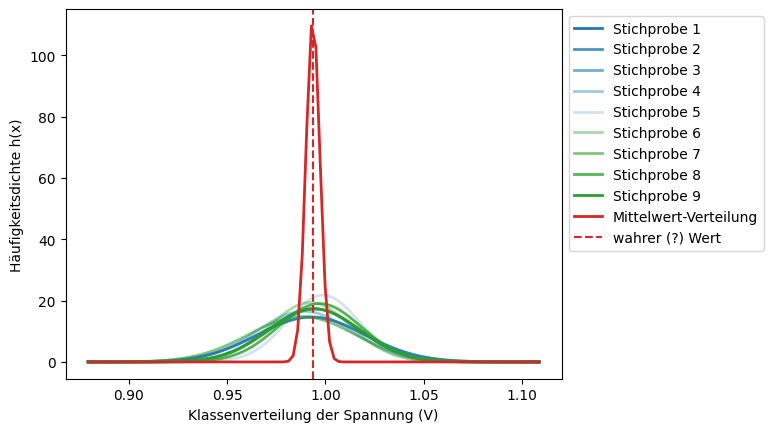 Häufigkeitsdichte h(x)
100
80
60
40
20
0
0.90
0.95
1.00
1.05
1.10
Klassenverteilung der Spannung (V)
Stichprobe 1
Stichprobe 2
Stichprobe 3
Stichprobe 4
Stichprobe 5
Stichprobe 6
Stichprobe 7
Stichprobe 8
Stichprobe 9
Mittelwert-Verteilung
wahrer (?) Wert